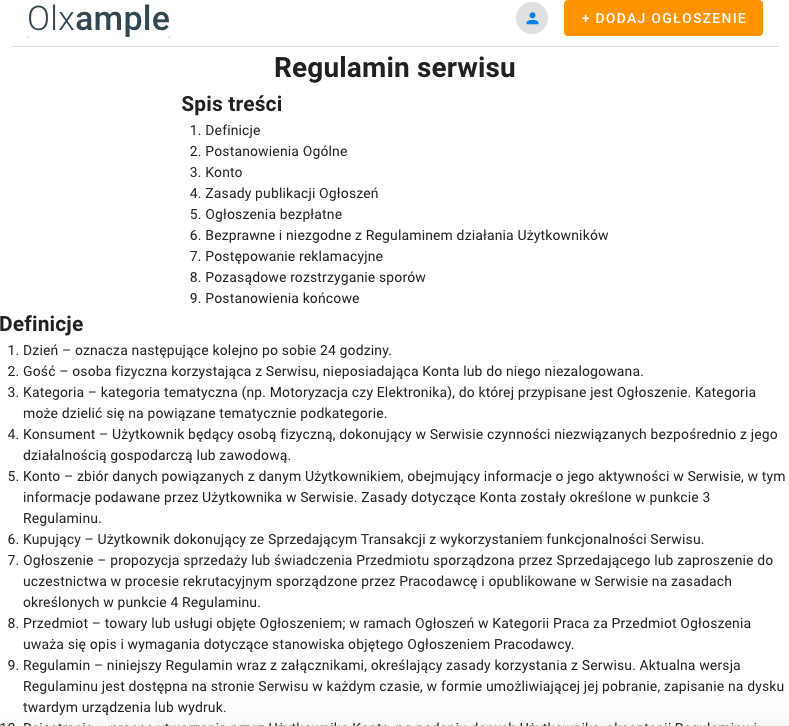 Olxample
+ DODAJ OGŁOSZENIE
Regulamin serwisu
Spis treści
1. Definicje
2. Postanowienia Ogólne
3. Konto
4. Zasady publikacji Ogłoszeń
5. Ogłoszenia bezpłatne
6. Bezprawne i niezgodne z Regulaminem działania Użytkowników
7. Postępowanie reklamacyjne
8. Pozasądowe rozstrzyganie sporów
9. Postanowienia końcowe
Definicje
1. Dzień – oznacza następujące kolejno po sobie 24 godziny.
2. Gość – osoba fizyczna korzystająca z Serwisu, nieposiadająca Konta lub do niego niezalogowana.
3. Kategoria – kategoria tematyczna (np. Motoryzacja czy Elektronika), do której przypisane jest Ogłoszenie. Kategoria
może dzielić się na powiązane tematycznie podkategorie.
4. Konsument – Użytkownik będący osobą fizyczną, dokonujący w Serwisie czynności niezwiązanych bezpośrednio z jego
działalnością gospodarczą lub zawodową.
5. Konto – zbiór danych powiązanych z danym Użytkownikiem, obejmujący informacje o jego aktywności w Serwisie, w tym
informacje podawane przez Użytkownika w Serwisie. Zasady dotyczące Konta zostały określone w punkcie 3
Regulaminu.
6. Kupujący – Użytkownik dokonujący ze Sprzedającym Transakcji z wykorzystaniem funkcjonalności Serwisu.
7. Ogłoszenie – propozycja sprzedaży lub świadczenia Przedmiotu sporządzona przez Sprzedającego lub zaproszenie do
uczestnictwa w procesie rekrutacyjnym sporządzone przez Pracodawcę i opublikowane w Serwisie na zasadach
określonych w punkcie 4 Regulaminu.
8. Przedmiot – towary lub usługi objęte Ogłoszeniem; w ramach Ogłoszeń w Kategorii Praca za Przedmiot Ogłoszenia
uważa się opis i wymagania dotyczące stanowiska objętego Ogłoszeniem Pracodawcy.
9. Regulamin – niniejszy Regulamin wraz z załącznikami, określający zasady korzystania z Serwisu. Aktualna wersja
Regulaminu jest dostępna na stronie Serwisu w każdym czasie, w formie umożliwiającej jej pobranie, zapisanie na dysku
twardym urządzenia lub wydruk.